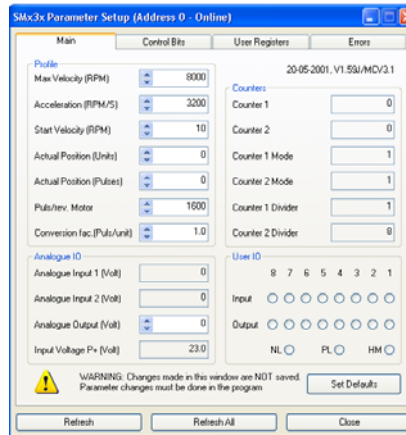 SMx3x Parameter Setup (Address 0 - Online)
Main Control Bits User Registers Errors
Profile
Max Velocity (RPM) 8000
Acceleration (RPM/S) 3200
Start Velocity (RPM) 10
Actual Position (Units) 0
Actual Position (Pulses) 0
Puls/rev. Motor 1600
Conversion fac.(Puls/unit) 1.0
20-05-2001, V1.59J/MCV3.1
Counters
Counter 1 0
Counter 2 0
Counter 1 Mode 1
Counter 2 Mode 1
Counter 1 Divider 1
Counter 2 Divider 8
Analogue IO
Analogue Input 1 (Volt) 0
Analogue Input 2 (Volt) 0
Analogue Output (Volt) 0
Input Voltage P+ (Volt) 23.0
User IO
8 7 6 5 4 3 2 1
Input
Output
NL PL HM
WARNING: Changes made in this window are NOT saved.
Parameter changes must be done in the program
Set Defaults
Refresh Refresh All Close